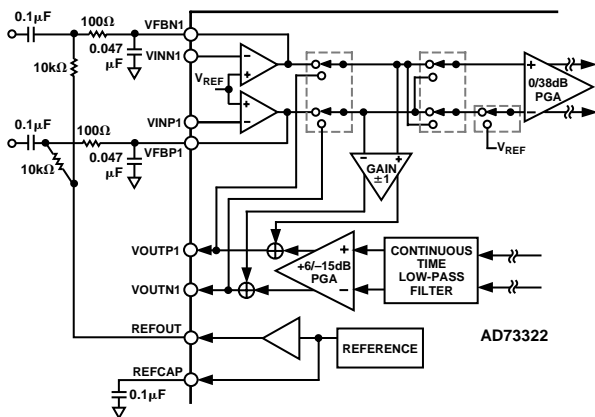 0.1μF
100Ω
VFBN1
0.047
μF
VINN1
10kΩ
VREF
0/38dB
PGA
0.1μF
100Ω
VINP1
VFBP1
10kΩ
0.047
μF
VREF
GAIN
±1
VOUTP1
+6/–15dB
PGA
CONTINUOUS
TIME
LOW-PASS
FILTER
VOUTN1
REFOUT
REFERENCE
AD73322
REFCAP
0.1μF